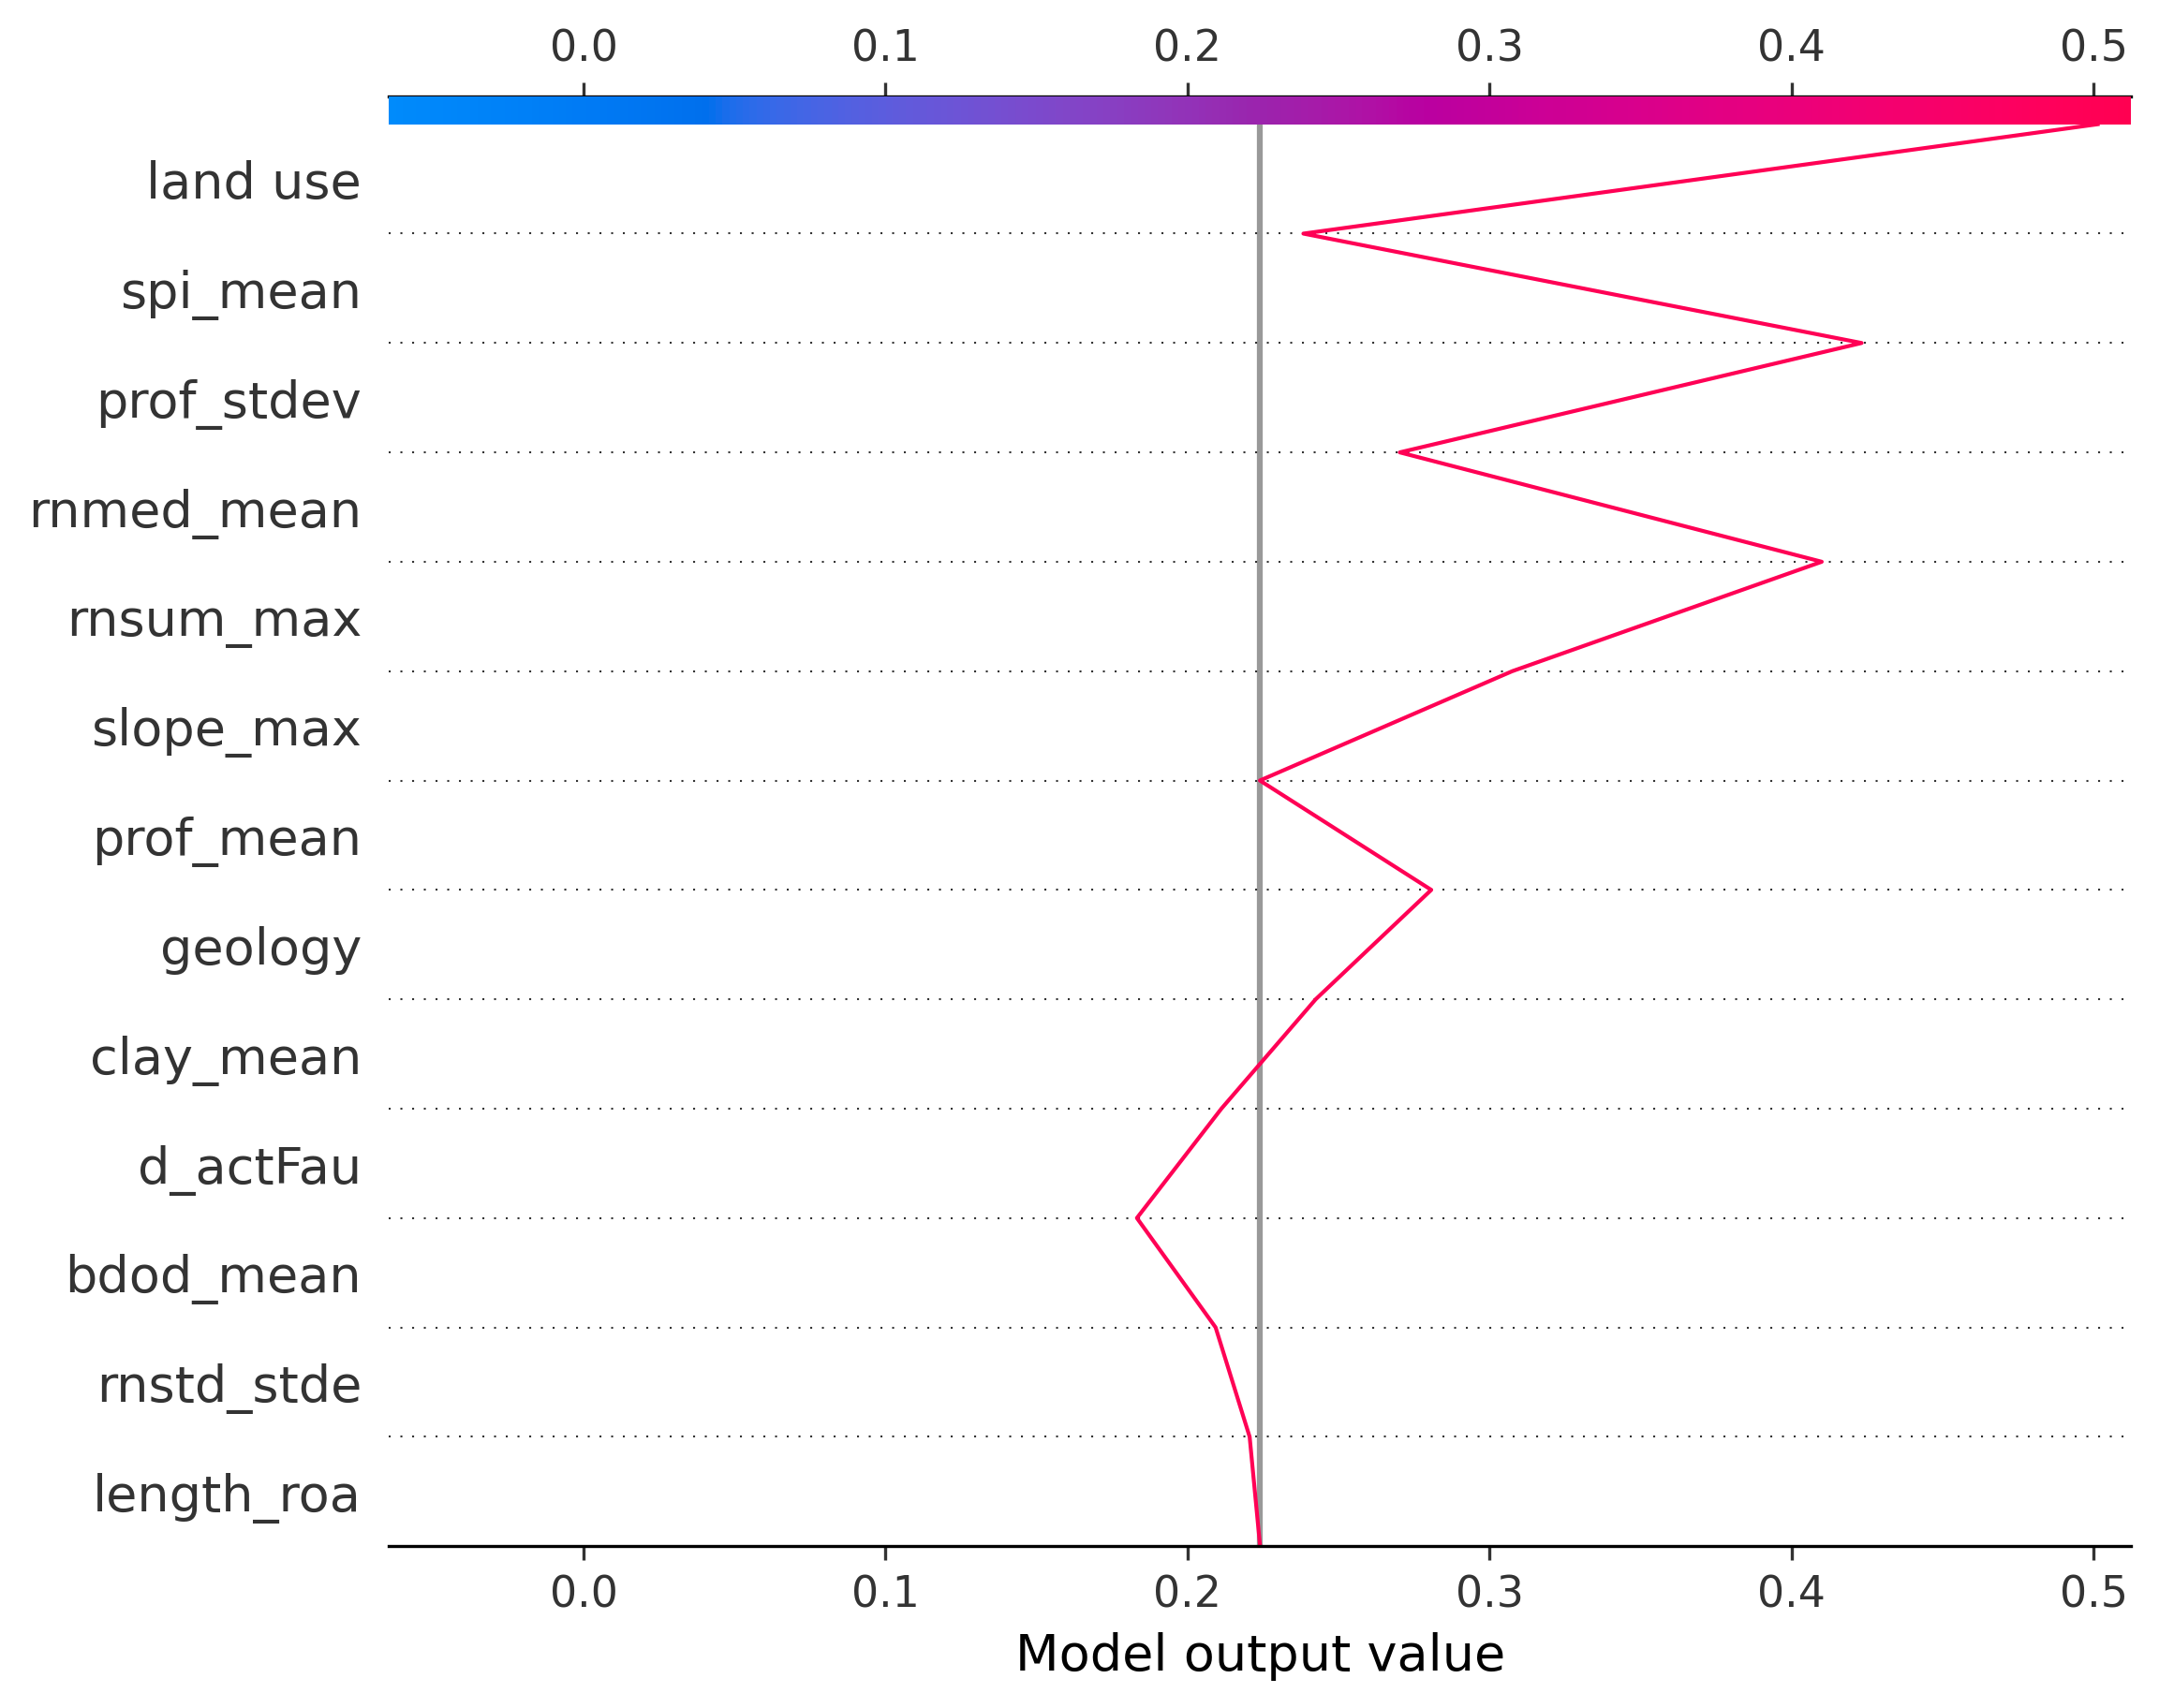 0.0 0.1 0.2 0.3 0.4 0.5
land use
spi_mean
prof_stdev
rnmed_mean
rnsum_max
slope_max
prof_mean
geology
clay_mean
d_actFau
bdod_mean
rnstd_stde
length_roa
0.0 0.1 0.2 0.3 0.4 0.5
Model output value